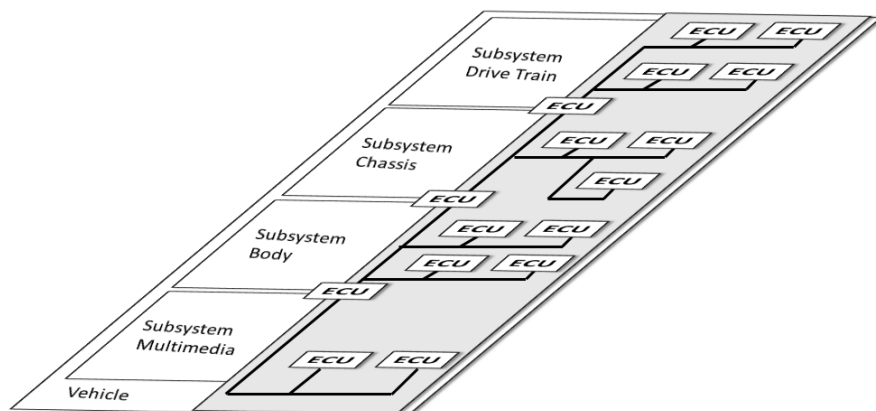 ECU ECU
Subsystem
Drive Train
ECU ECU
ECU
Subsystem
Chassis
ECU ECU
ECU
ECU
Subsystem
Body
ECU ECU
ECU ECU
ECU
Subsystem
Multimedia
ECU ECU
Vehicle